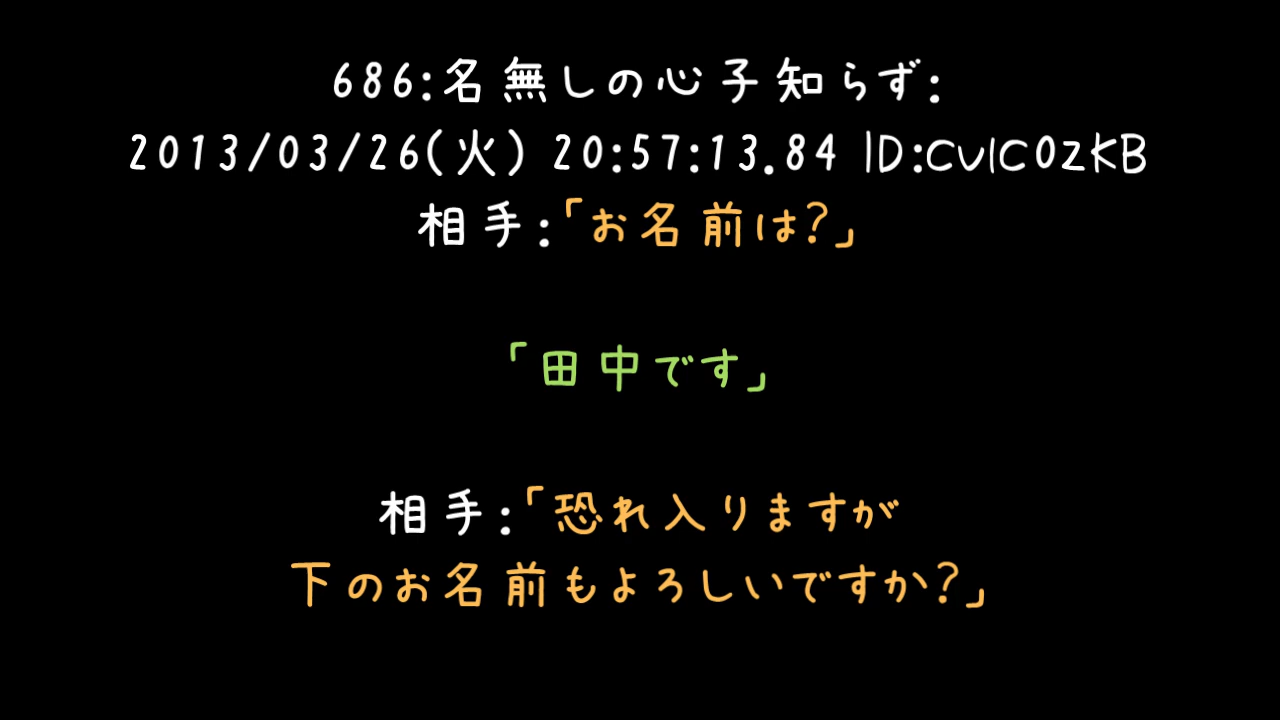 686:名無しの心子知らず:
2013/03/26(火) 20:57:13.84 ID:cvlc0zKB
相手:「お名前は?」
「田中です」
相手:「恐れ入りますが
下のお名前もよろしいですか?」